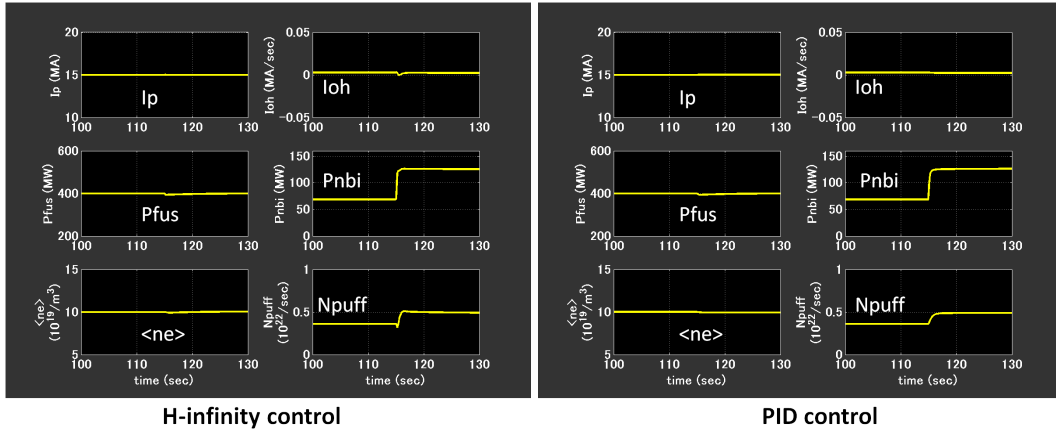 20
15
10
Ip (MA)
Ip
100 110 120 130
0.05
0
−0.05
Ioh (MA/sec)
Ioh
100 110 120 130
600
400
200
Pfus (MW)
Pfus
100 110 120 130
150
100
50
0
Pnbi (MW)
Pnbi
100 110 120 130
15
10
5
<ne>
(10^19/m^3)
<ne>
100 110 120 130
time (sec)
1
0.5
0
Npuff
(10^22/sec)
Npuff
100 110 120 130
time (sec)
H-infinity control
20
15
10
Ip (MA)
Ip
100 110 120 130
0.05
0
−0.05
Ioh (MA/sec)
Ioh
100 110 120 130
600
400
200
Pfus (MW)
Pfus
100 110 120 130
150
100
50
0
Pnbi (MW)
Pnbi
100 110 120 130
15
10
5
<ne>
(10^19/m^3)
<ne>
100 110 120 130
time (sec)
1
0.5
0
Npuff
(10^22/sec)
Npuff
100 110 120 130
time (sec)
PID control